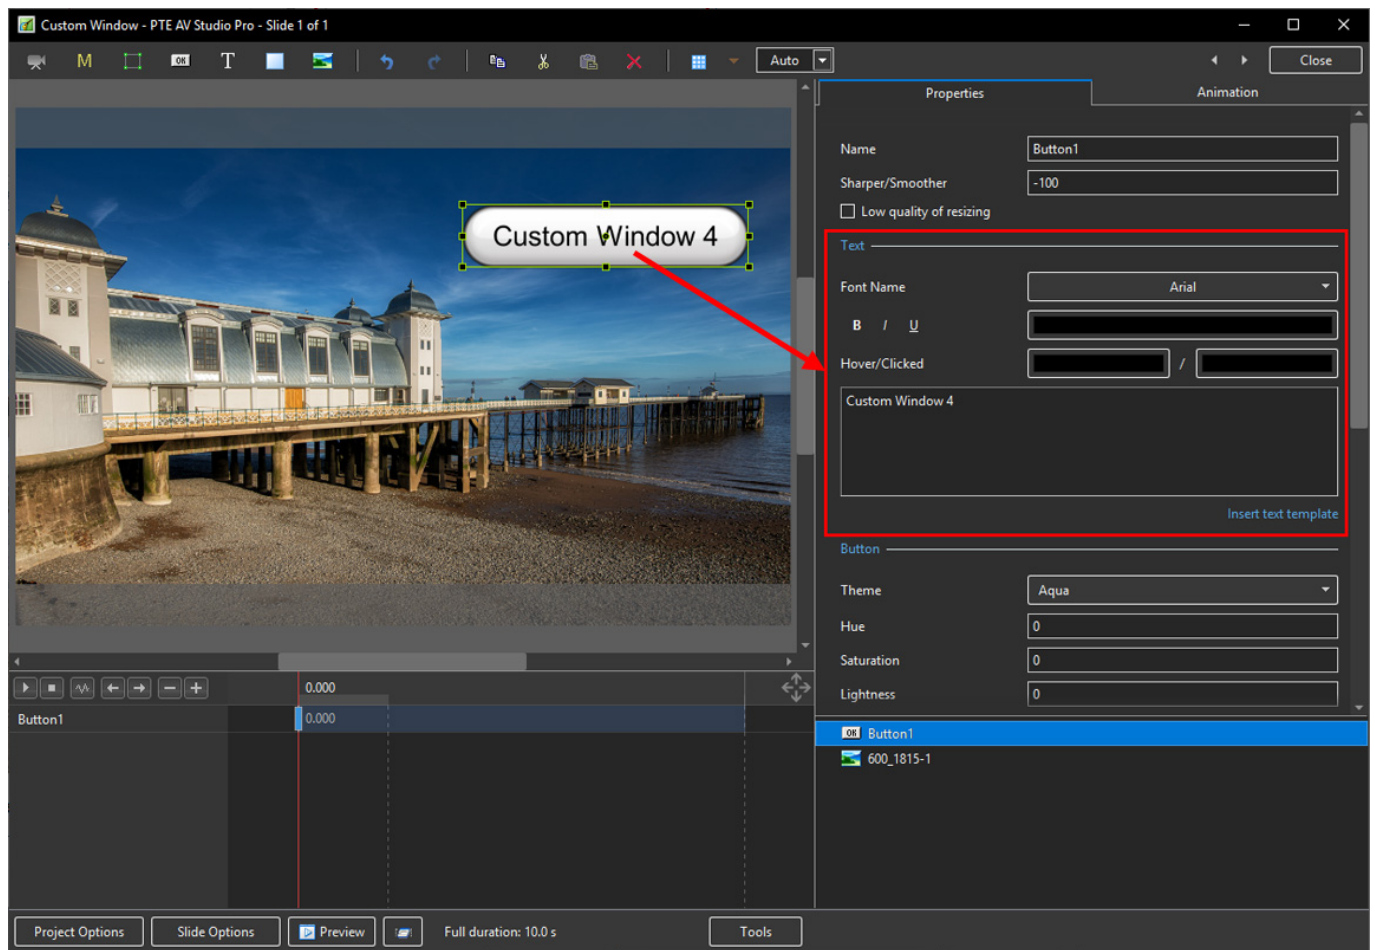 Custom Window - PTE AV Studio Pro - Slide 1 of 1
M OK T Auto Close
Properties Animation
Name Button1
Sharper/Smoother -100
Low quality of resizing
Custom Window 4
Text
Font Name Arial
B I U
Hover/Clicked /
Custom Window 4
Insert text template
Button
Theme Aqua
Hue 0
Saturation 0
Lightness 0
0.000
Button1 0.000
OK Button1
600_1815-1
Project Options Slide Options Preview Full duration: 10.0 s Tools